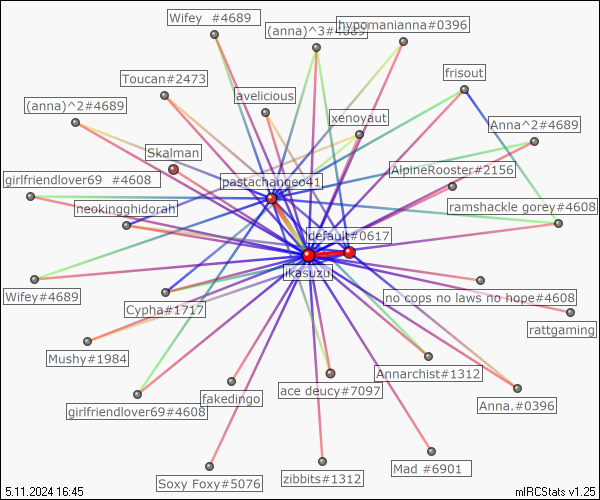 Wifey  #4689
(anna)^3#4689
hypomanianna#0396
Toucan#2473
frisout
avelicious
(anna)^2#4689
xenoyaut
Anna^2#4689
Skalman
AlpineRooster#2156
girlfriendlover69  #4608
pastachangeo41
neokingghidorah
ramshackle gorey#4608
default#0617
ikasuzu
Wifey#4689
Cypha#1717
no cops no laws no hope#4608
rattgaming
Mushy#1984
Annarchist#1312
ace deucy#7097
fakedingo
girlfriendlover69#4608
Anna.#0396
Mad #6901
zibbits#1312
Soxy Foxy#5076
5.11.2024 16:45
mIRCStats v1.25